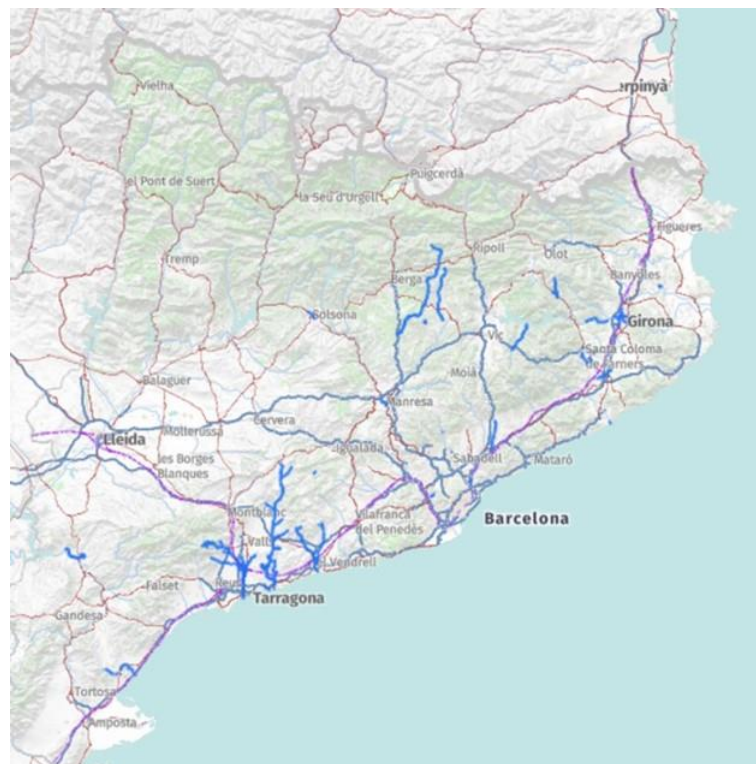 erpinyà
Vielha
Puigcerdà
el Pont de Suert
la Seu d'Urgell
Figueres
Ripoll
Olot
Tremp
Berga
Banyoles
Solsona
Girona
Vic
Santa Coloma
de Farners
Moià
Balaguer
Manresa
Cervera
Mollerussa
Lleida
Igualada
Sabadell
Mataró
les Borges
Blanques
Montblanc
Vilafranca
del Penedès
Barcelona
Valls
El Vendrell
Falset
Reus
Tarragona
Gandesa
Tortosa
Amposta